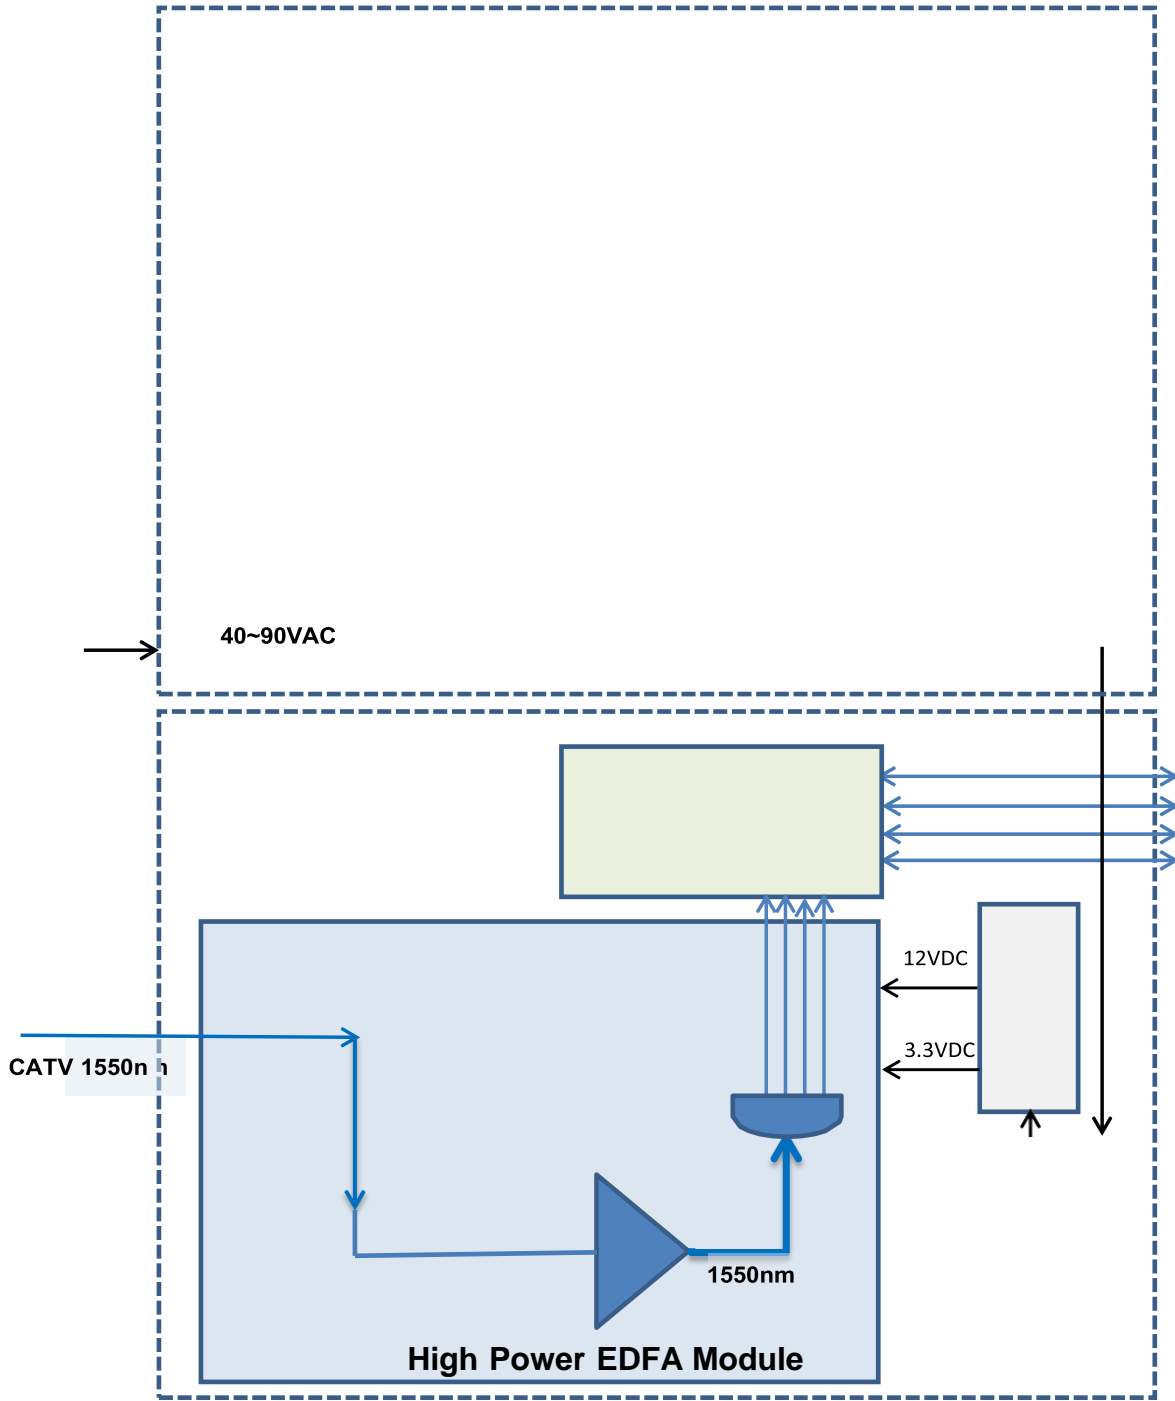 40~90VAC
12VDC
3.3VDC
CATV 1550n
1550nm
High Power EDFA Module